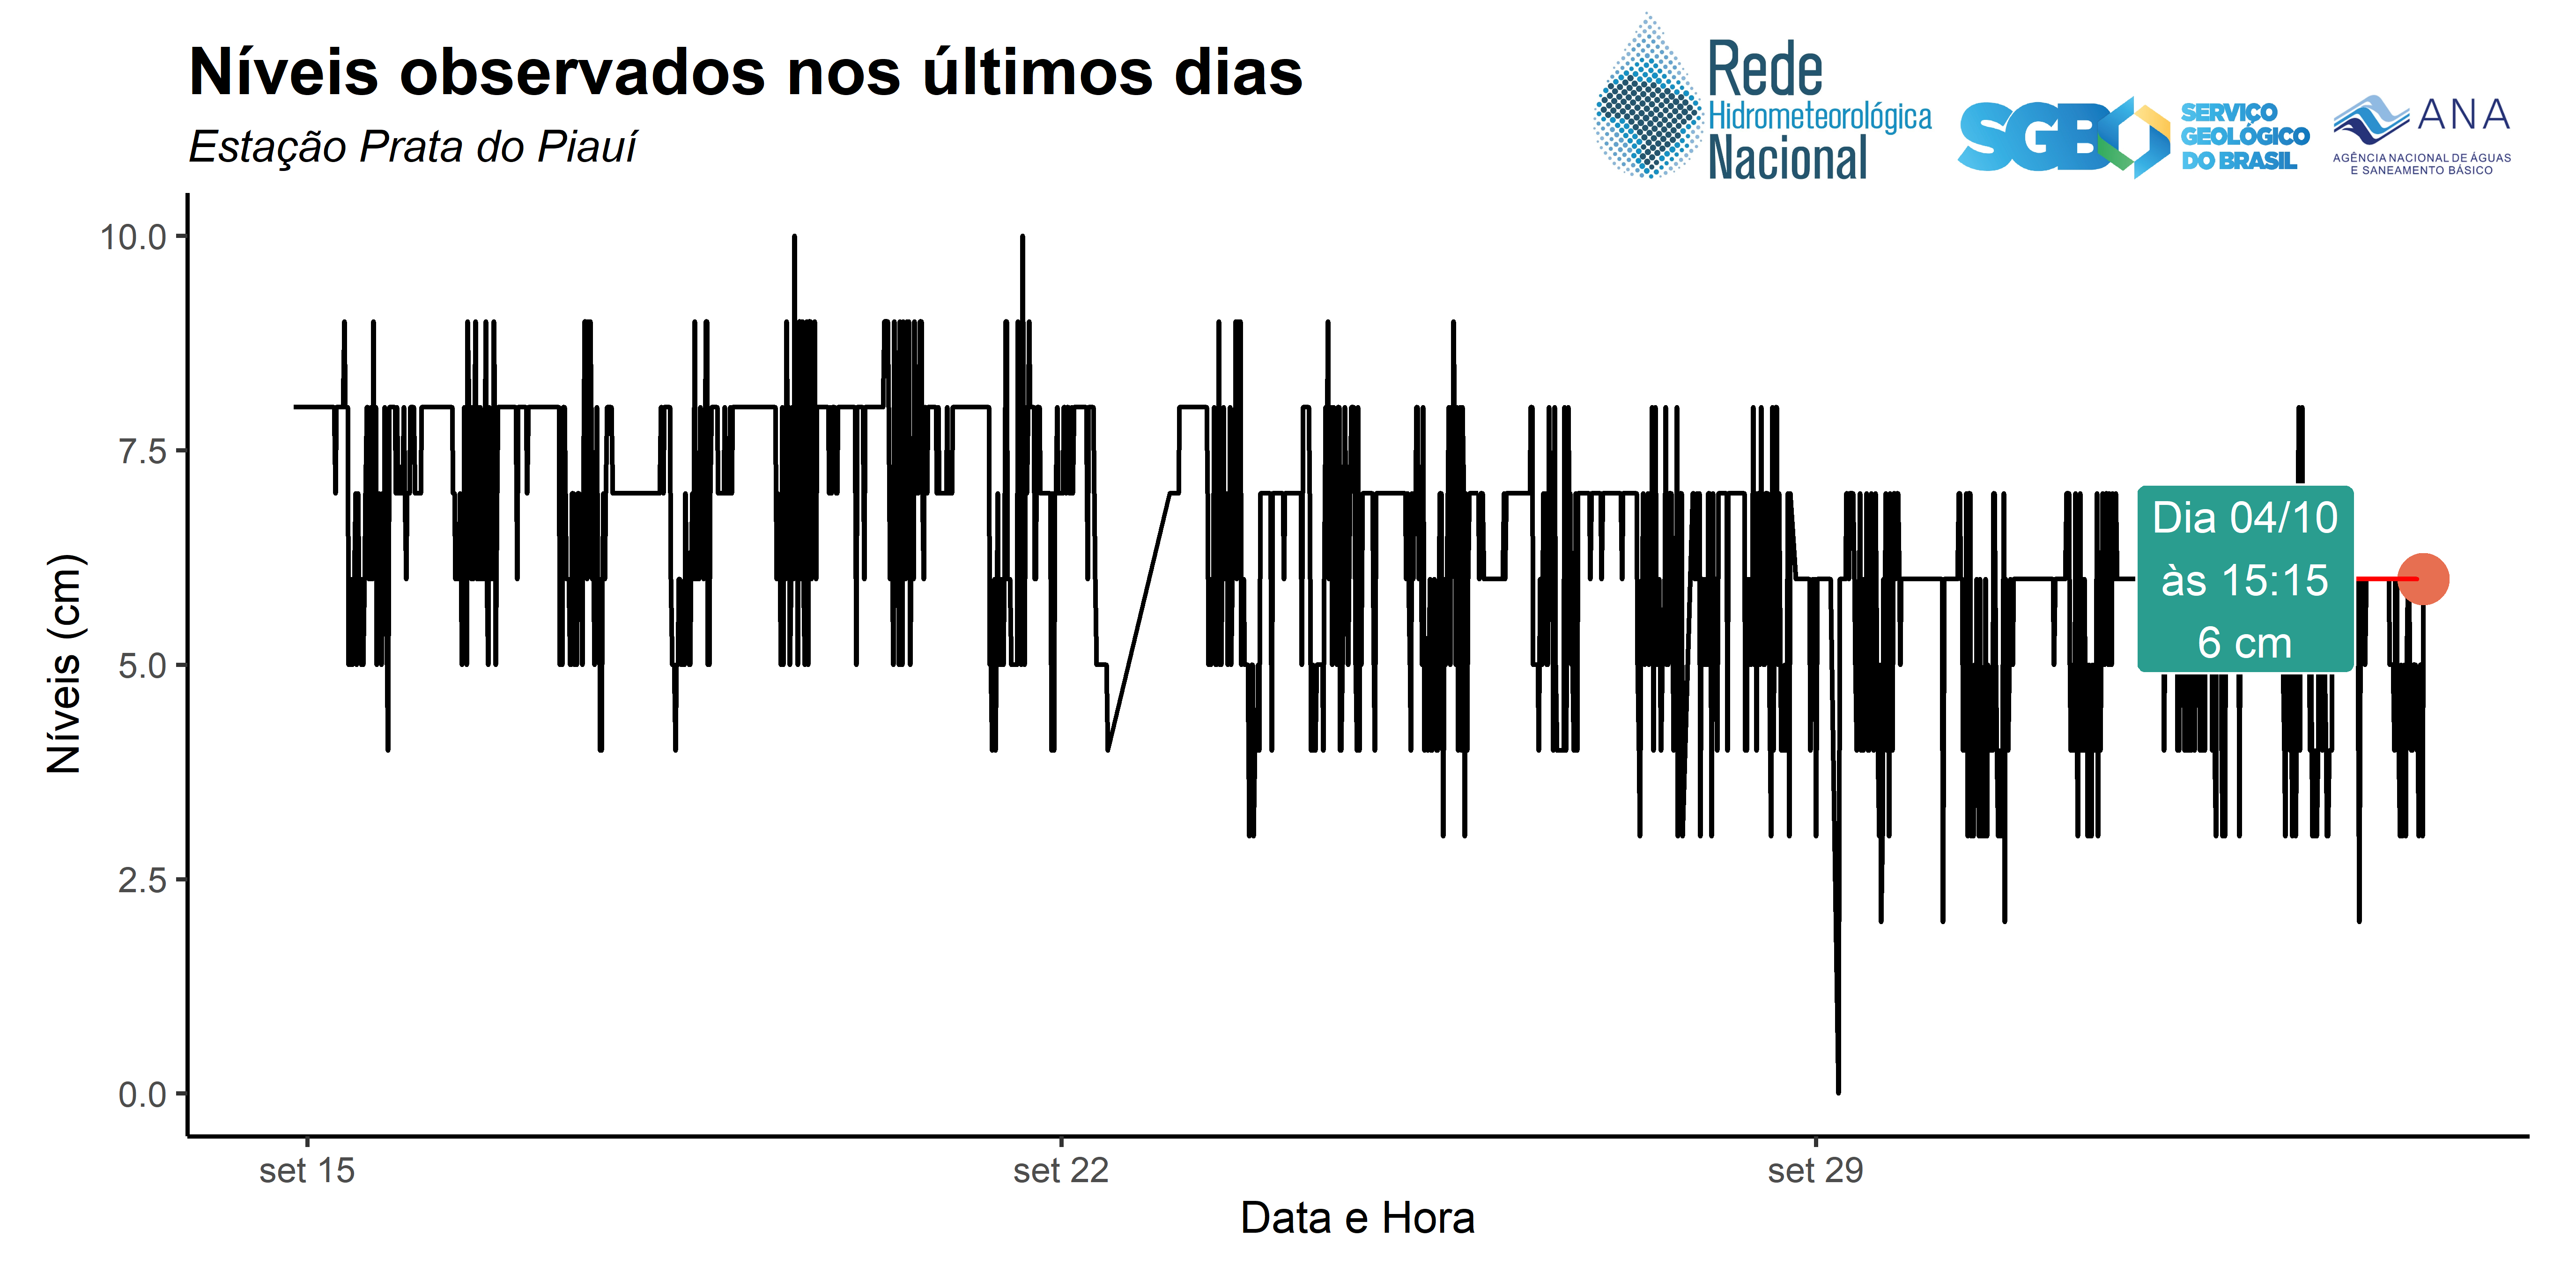 Níveis observados nos últimos dias
Estação Prata do Piauí
Rede
Hidrometeorológica
Nacional
SGB
SERVIÇO
GEOLÓGICO
DO BRASIL
ANA
AGÊNCIA NACIONAL DE ÁGUAS
E SANEAMENTO BÁSICO
Níveis (cm)
10.0
7.5
5.0
2.5
0.0
Dia 04/10
às 15:15
6 cm
set 15
set 22
set 29
Data e Hora